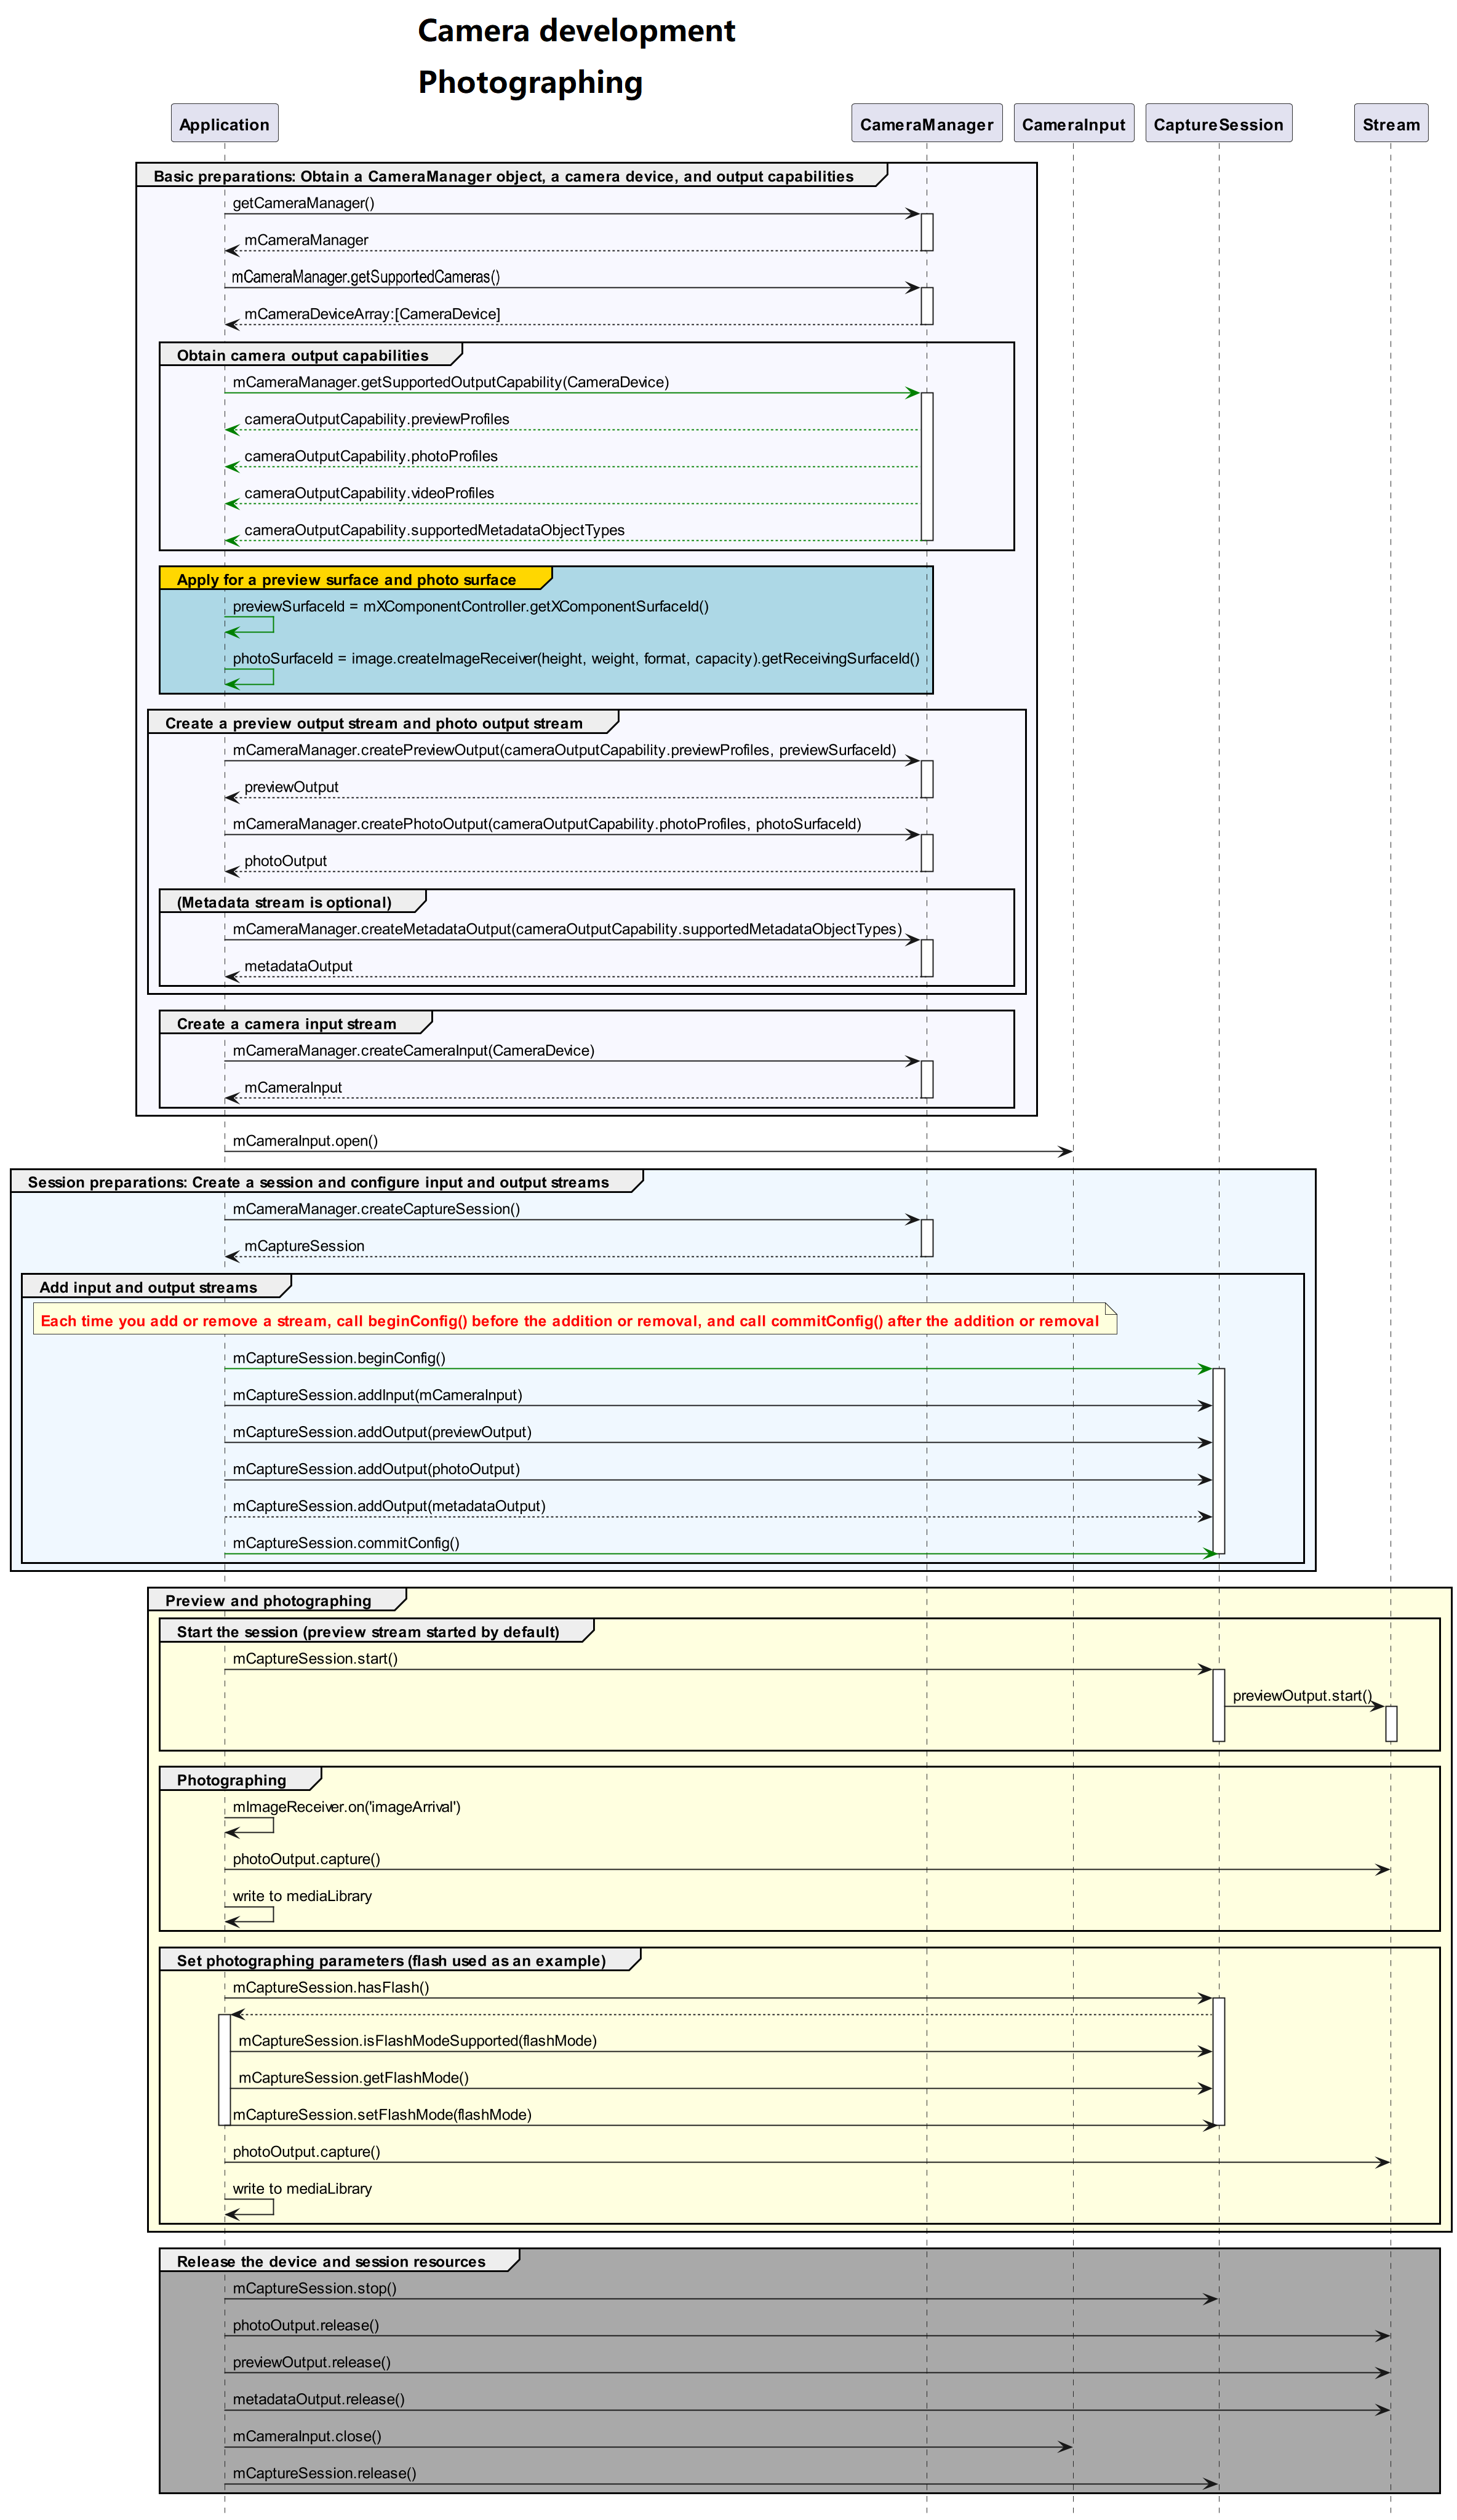 Camera development
Photographing
Application
CameraManager
CameraInput
CaptureSession
Stream
Basic preparations: Obtain a CameraManager object, a camera device, and output capabilities
getCameraManager()
mCameraManager
mCameraManager.getSupportedCameras()
mCameraDeviceArray:[CameraDevice]
Obtain camera output capabilities
mCameraManager.getSupportedOutputCapability(CameraDevice)
cameraOutputCapability.previewProfiles
cameraOutputCapability.photoProfiles
cameraOutputCapability.videoProfiles
cameraOutputCapability.supportedMetadataObjectTypes
Apply for a preview surface and photo surface
previewSurfaceId = mXComponentController.getXComponentSurfaceId()
photoSurfaceId = image.createImageReceiver(height, weight, format, capacity).getReceivingSurfaceId()
Create a preview output stream and photo output stream
mCameraManager.createPreviewOutput(cameraOutputCapability.previewProfiles, previewSurfaceId)
previewOutput
mCameraManager.createPhotoOutput(cameraOutputCapability.photoProfiles, photoSurfaceId)
photoOutput
(Metadata stream is optional)
mCameraManager.createMetadataOutput(cameraOutputCapability.supportedMetadataObjectTypes)
metadataOutput
Create a camera input stream
mCameraManager.createCameraInput(CameraDevice)
mCameraInput
mCameraInput.open()
Session preparations: Create a session and configure input and output streams
mCameraManager.createCaptureSession()
mCaptureSession
Add input and output streams
Each time you add or remove a stream, call beginConfig() before the addition or removal, and call commitConfig() after the addition or removal
mCaptureSession.beginConfig()
mCaptureSession.addInput(mCameraInput)
mCaptureSession.addOutput(previewOutput)
mCaptureSession.addOutput(photoOutput)
mCaptureSession.addOutput(metadataOutput)
mCaptureSession.commitConfig()
Preview and photographing
Start the session (preview stream started by default)
mCaptureSession.start()
previewOutput.start()
Photographing
mImageReceiver.on('imageArrival')
photoOutput.capture()
write to mediaLibrary
Set photographing parameters (flash used as an example)
mCaptureSession.hasFlash()
mCaptureSession.isFlashModeSupported(flashMode)
mCaptureSession.getFlashMode()
mCaptureSession.setFlashMode(flashMode)
photoOutput.capture()
write to mediaLibrary
Release the device and session resources
mCaptureSession.stop()
photoOutput.release()
previewOutput.release()
metadataOutput.release()
mCameraInput.close()
mCaptureSession.release()